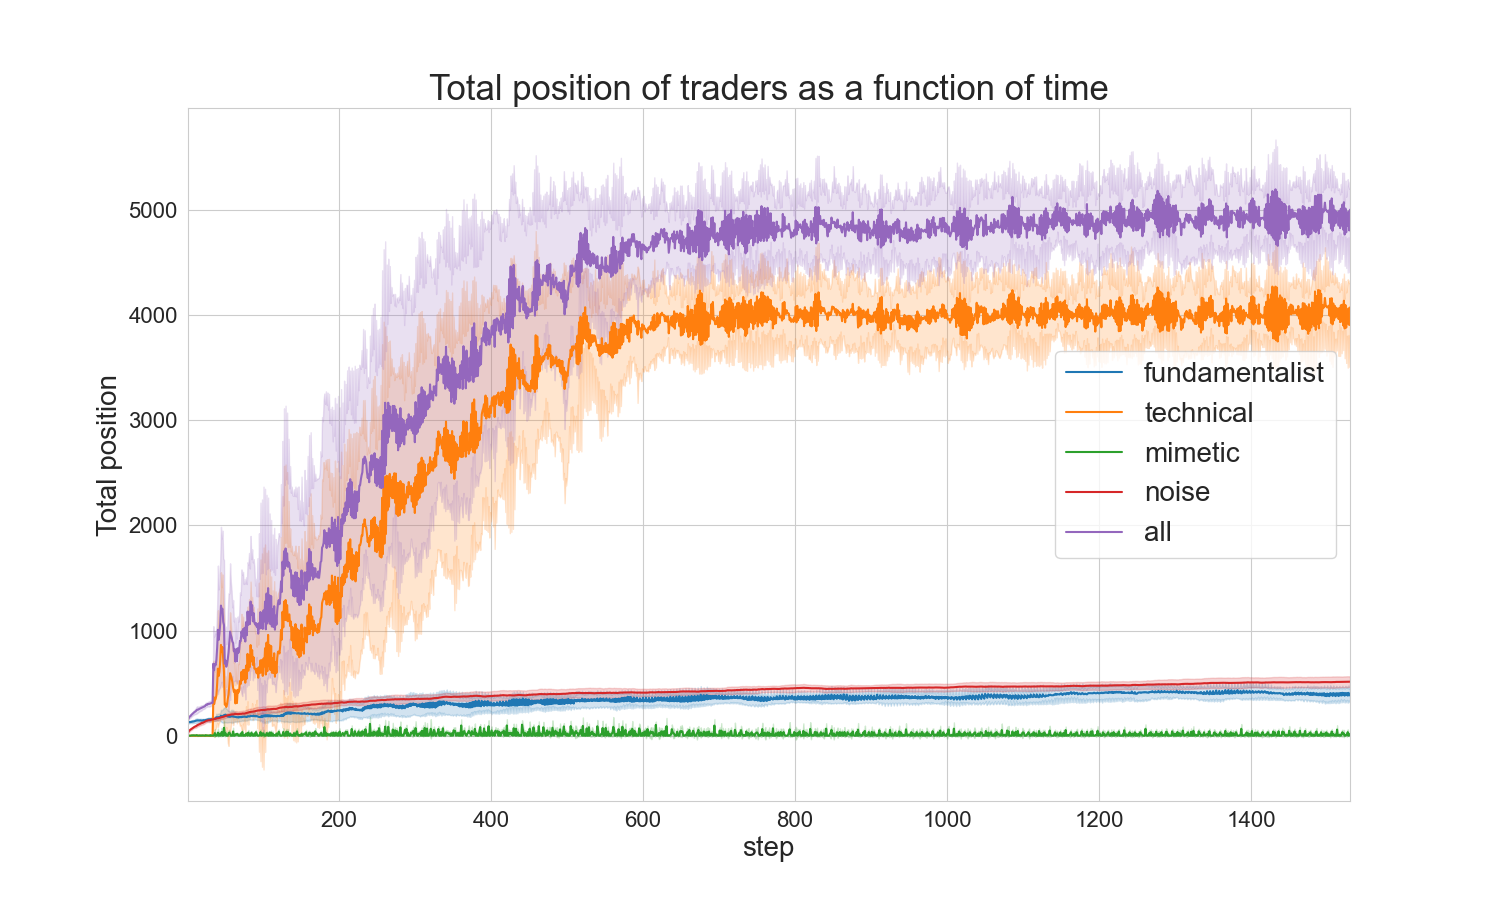 Total position of traders as a function of time
Total position
5000
4000
3000
2000
1000
0
fundamentalist
technical
mimetic
noise
all
200 400 600 800 1000 1200 1400
step